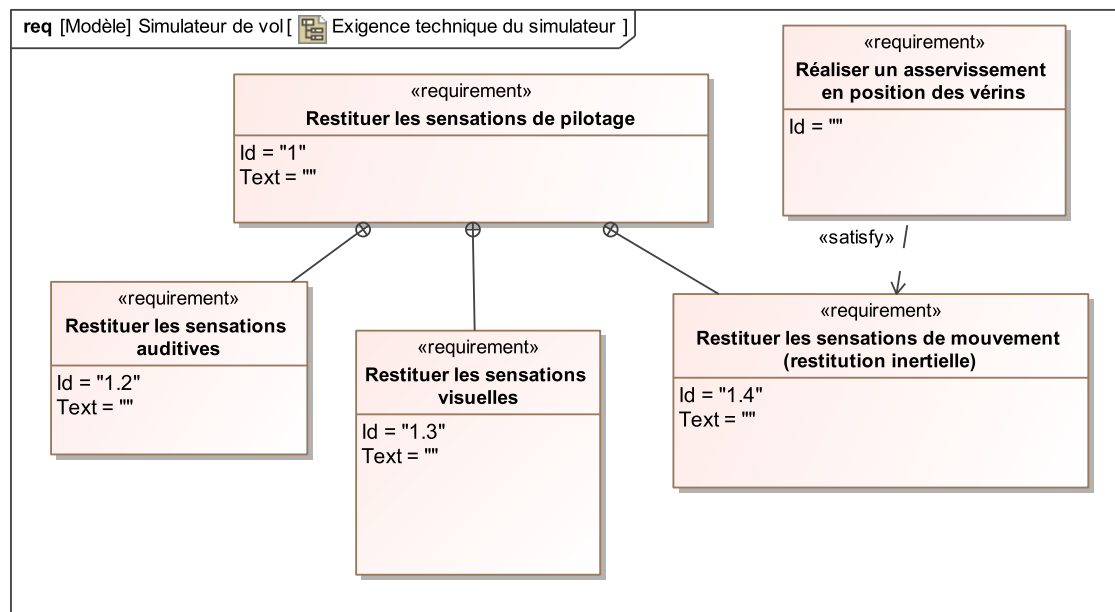 req [Modèle] Simulateur de vol [ Exigence technique du simulateur ]
«requirement»
Réaliser un asservissement
en position des vérins
Id = ""
«requirement»
Restituer les sensations de pilotage
Id = "1"
Text = ""
«satisfy»
«requirement»
Restituer les sensations
auditives
Id = "1.2"
Text = ""
«requirement»
Restituer les sensations
visuelles
Id = "1.3"
Text = ""
«requirement»
Restituer les sensations de mouvement
(restitution inertielle)
Id = "1.4"
Text = ""